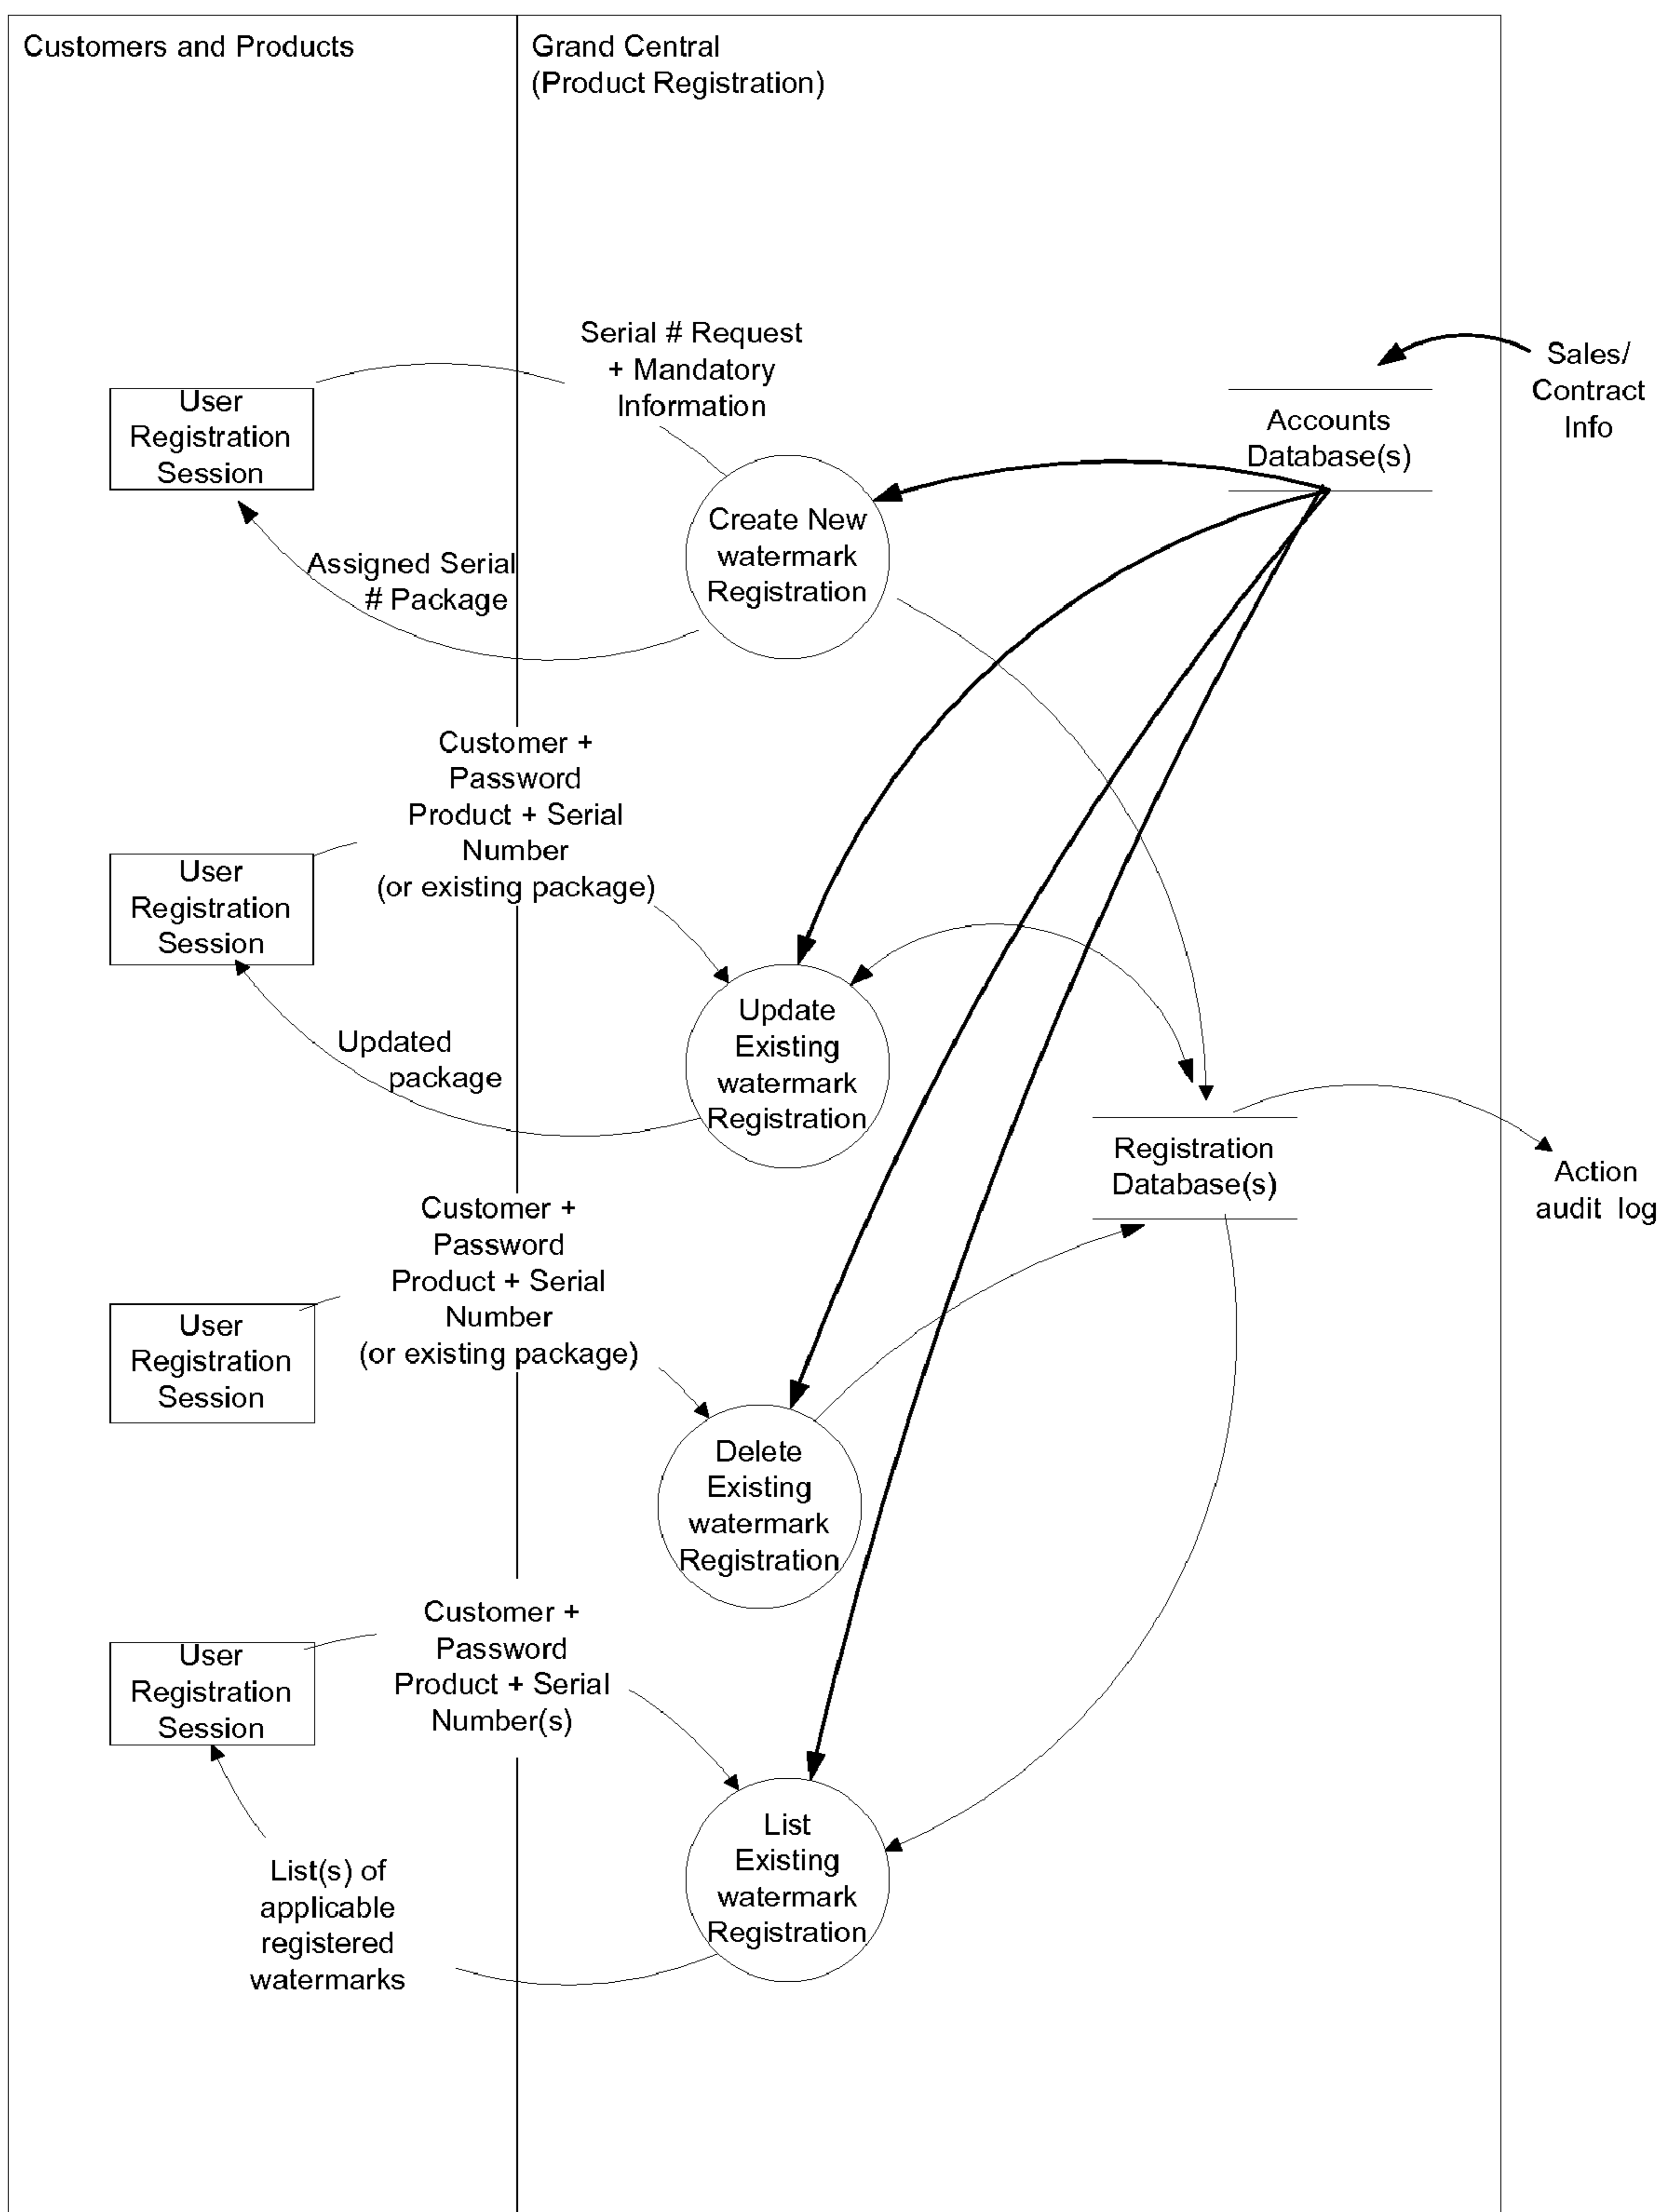 Customers and Products
Grand Central
(Product Registration)
Serial # Request
+ Mandatory
Information
Sales/
Contract
Info
User
Registration
Session
Accounts
Database(s)
Create New
watermark
Registration
Assigned Serial
# Package
Customer +
Password
Product + Serial
Number
(or existing package)
User
Registration
Session
Update
Existing
watermark
Registration
Updated
package
Registration
Database(s)
Action
audit log
Customer +
Password
Product + Serial
Number
(or existing package)
User
Registration
Session
Delete
Existing
watermark
Registration
Customer +
Password
Product + Serial
Number(s)
User
Registration
Session
List
Existing
watermark
Registration
List(s) of
applicable
registered
watermarks